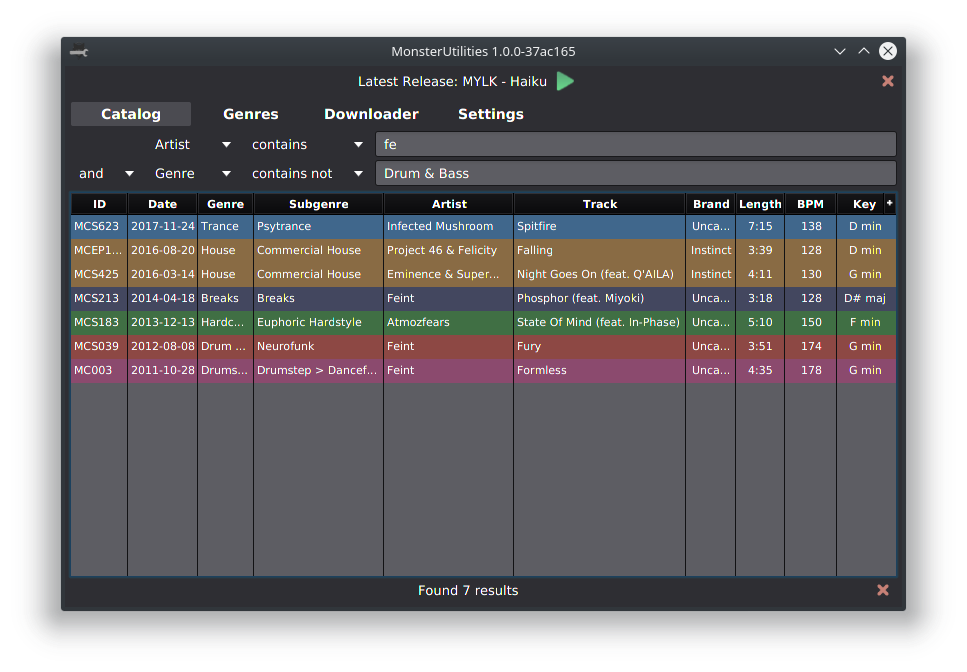 MonsterUtilities 1.0.0-37ac165
Latest Release: MYLK - Haiku
Catalog Genres Downloader Settings
Artist contains fe
and Genre contains not Drum & Bass
ID Date Genre Subgenre Artist Track Brand Length BPM Key +
MCS623 2017-11-24 Trance Psytrance Infected Mushroom Spitfire Unca... 7:15 138 D min
MCEP1... 2016-08-20 House Commercial House Project 46 & Felicity Falling Instinct 3:39 128 D min
MCS425 2016-03-14 House Commercial House Eminence & Super... Night Goes On (feat. Q'AILA) Instinct 4:11 130 G min
MCS213 2014-04-18 Breaks Breaks Feint Phosphor (feat. Miyoki) Unca... 3:18 128 D# maj
MCS183 2013-12-13 Hardc... Euphoric Hardstyle Atmozfears State Of Mind (feat. In-Phase) Unca... 5:10 150 F min
MCS039 2012-08-08 Drum ... Neurofunk Feint Fury Unca... 3:51 174 G min
MC003 2011-10-28 Drums... Drumstep > Dancef... Feint Formless Unca... 4:35 178 G min
Found 7 results